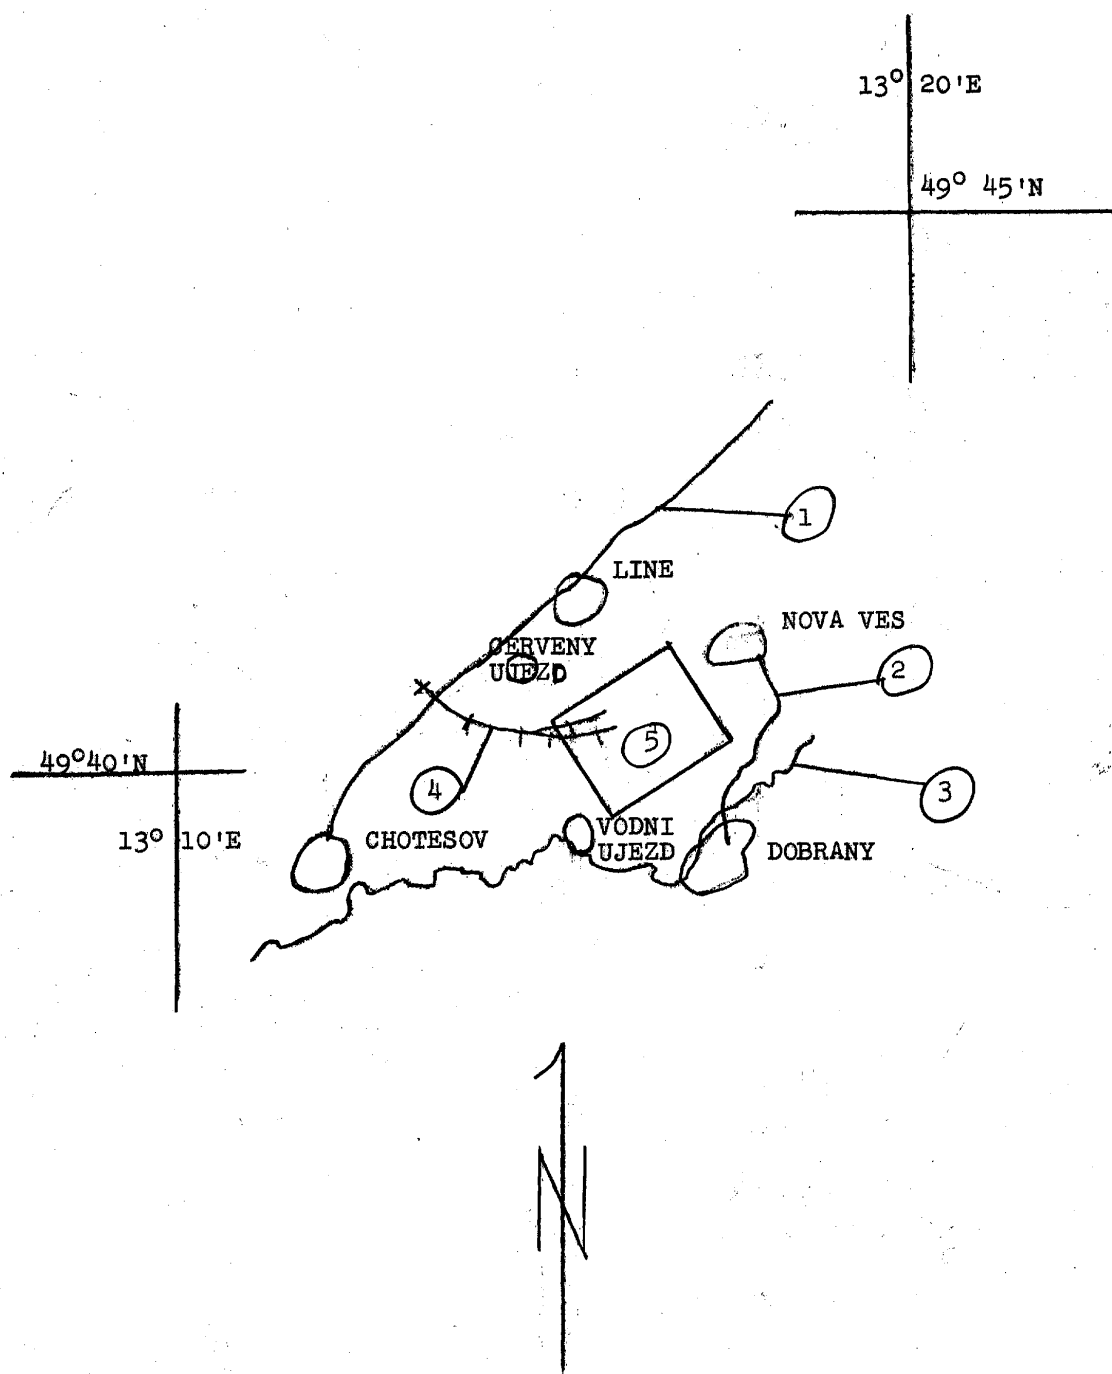 13° 20'E
49° 45'N
1
LINE
NOVA VES
CERVENY
UJEZD
2
5
49°40'N
4
3
13° 10'E
CHOTESOV
VODNI
UJEZD
DOBRANY
N